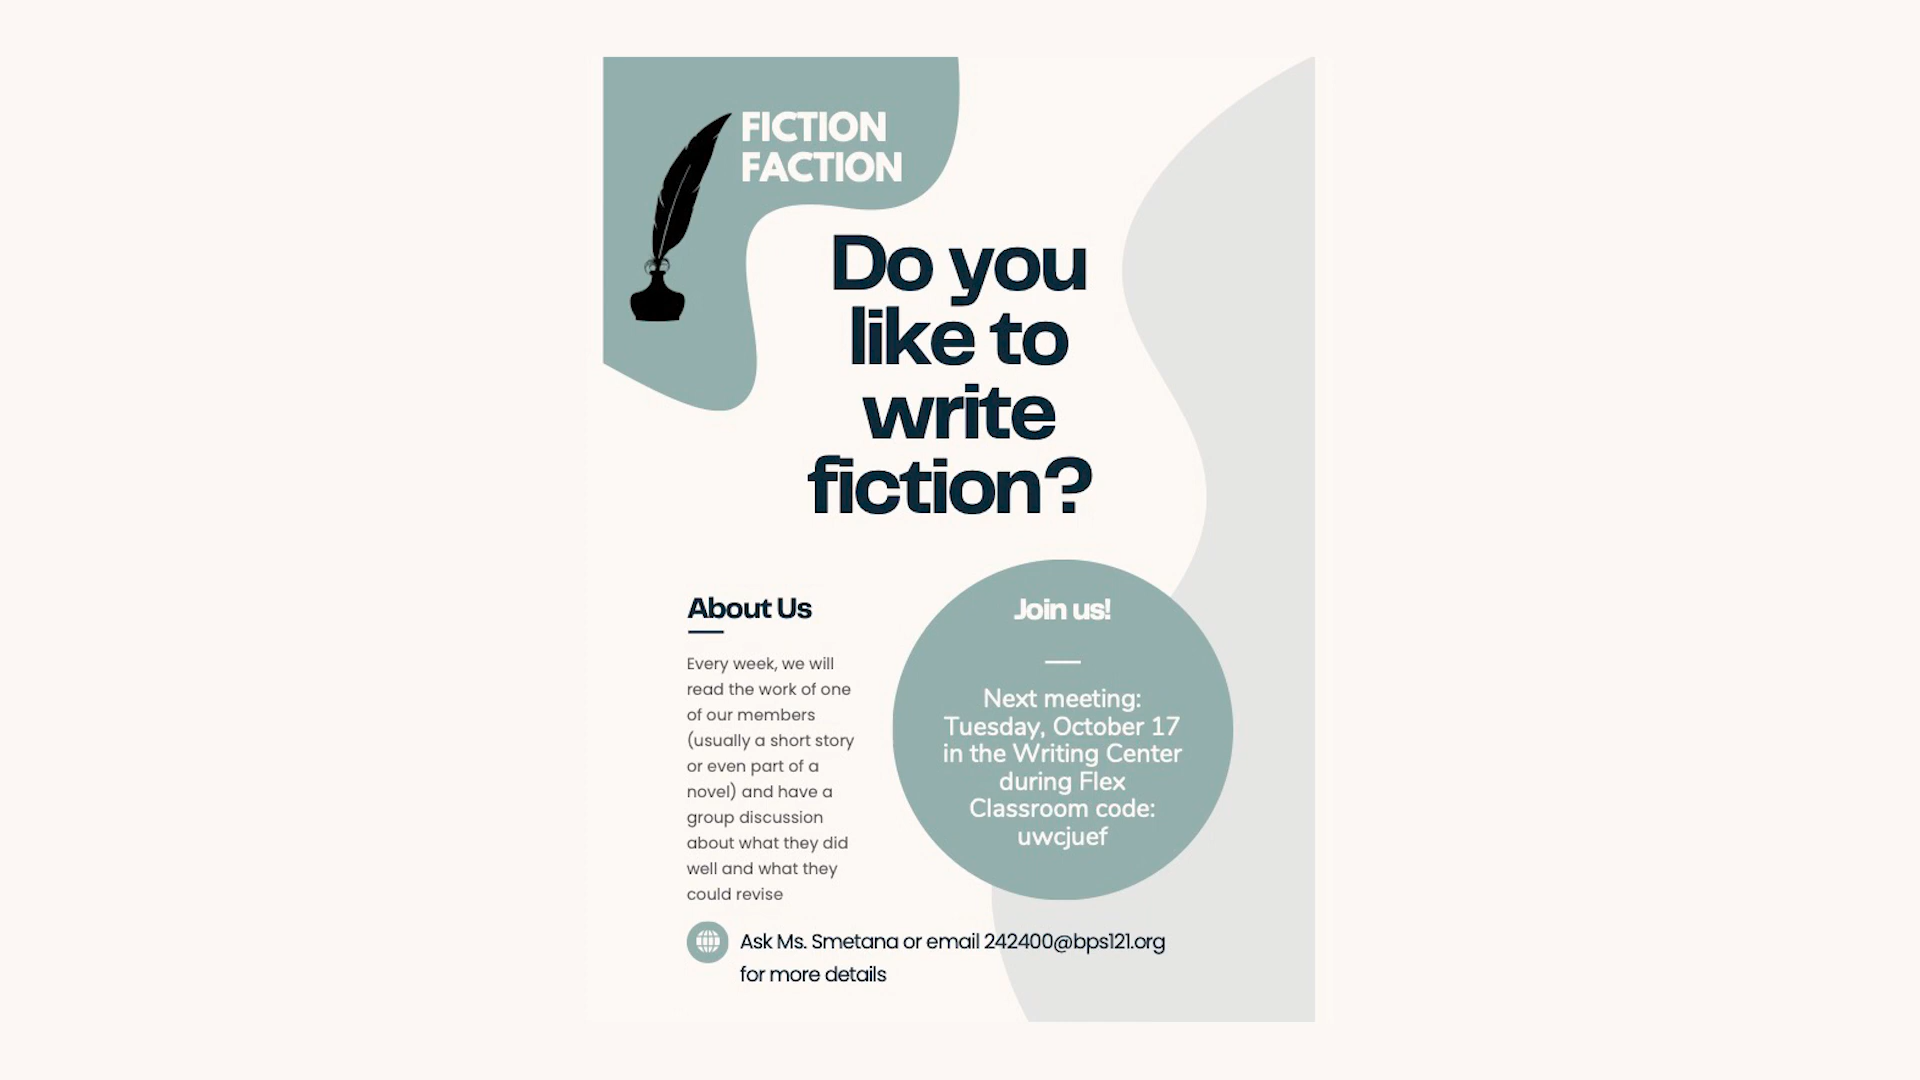 FICTION
FACTION
Do you
like to
write
fiction?
About Us
Every week, we will
read the work of one
of our members
(usually a short story
or even part of a
novel) and have a
group discussion
about what they did
well and what they
could revise
Join us!
Next meeting:
Tuesday, October 17
in the Writing Center
during Flex
Classroom code:
uwcjuef
Ask Ms. Smetana or email 242400@bps121.org
for more details